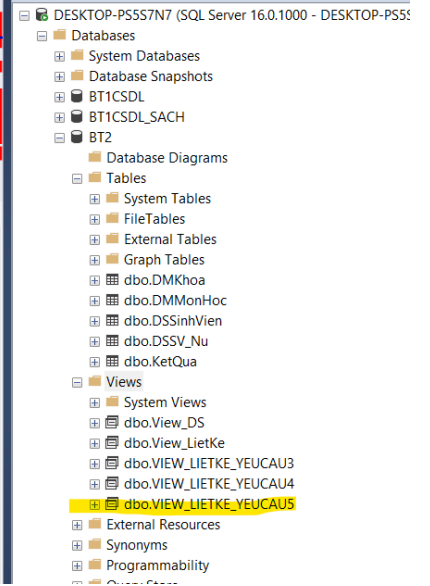 DESKTOP-PS5S7N7 (SQL Server 16.0.1000 - DESKTOP-PS5S
Databases
System Databases
Database Snapshots
BT1CSDL
BT1CSDL_SACH
BT2
Database Diagrams
Tables
System Tables
FileTables
External Tables
Graph Tables
dbo.DMKhoa
dbo.DMMonHoc
dbo.DSSinhVien
dbo.DSSV_Nu
dbo.KetQua
Views
System Views
dbo.View_DS
dbo.View_LietKe
dbo.VIEW_LIETKE_YEUCAU3
dbo.VIEW_LIETKE_YEUCAU4
dbo.VIEW_LIETKE_YEUCAU5
External Resources
Synonyms
Programmability
Query Store